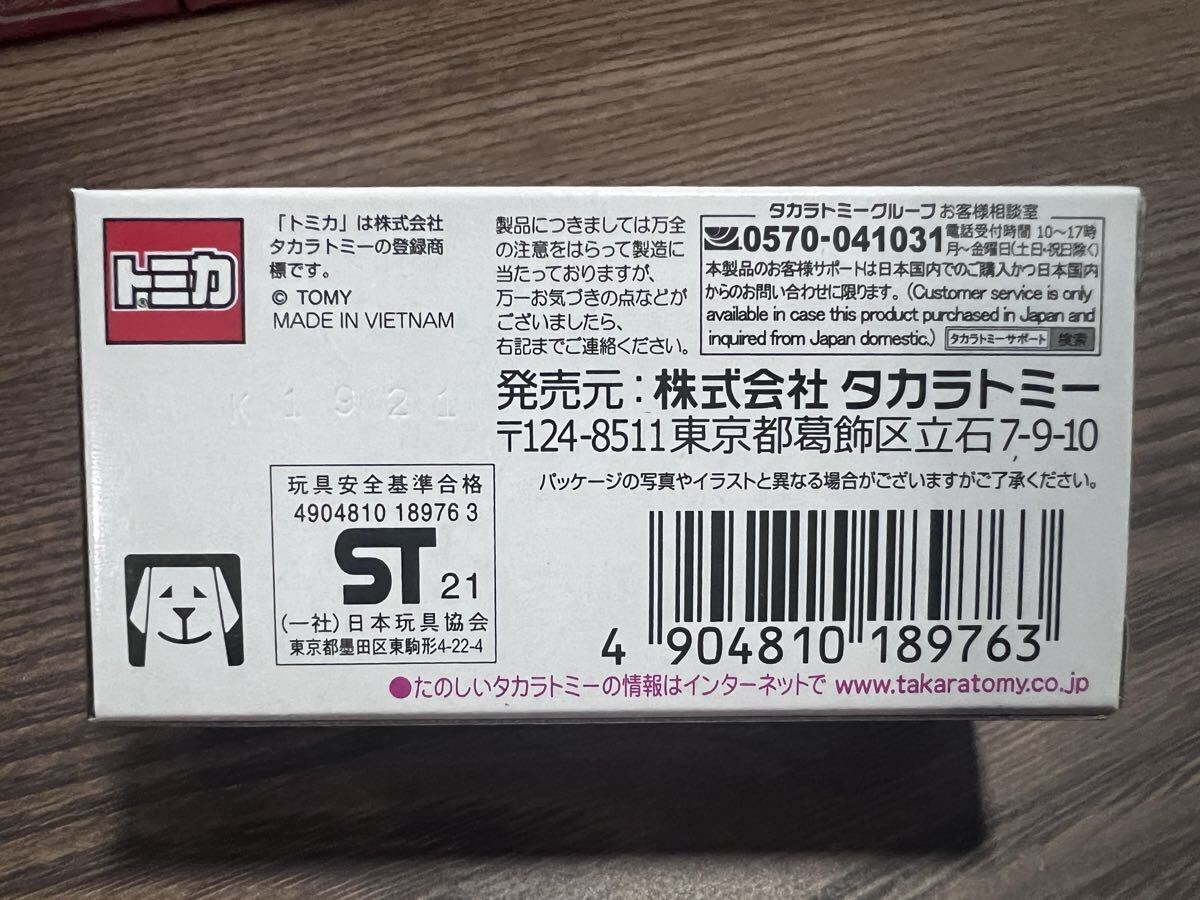 トミカ
®
「トミカ」は株式会社
タカラトミーの登録商
標です。
© TOMY
MADE IN VIETNAM
K1921
製品につきましては万全
の注意をはらって製造に
当たっておりますが、
万一お気づきの点などが
ございましたら、
右記までご連絡ください。
タカラトミーグループ お客様相談室
0570-041031 電話受付時間 10〜17時
月〜金曜日(土日・祝日除く)
本製品のお客様サポートは日本国内でのご購入かつ日本国内
からのお問い合わせに限ります。(Customer service is only
available in case this product purchased in Japan and
inquired from Japan domestic.) タカラトミーサポート 検索
発売元：株式会社 タカラトミー
〒124-8511 東京都葛飾区立石 7-9-10
パッケージの写真やイラストと異なる場合がございますがご了承ください。
玩具安全基準合格
4904810 18976 3
ST 21
(一社)日本玩具協会
東京都墨田区東駒形4-22-4
4 904810 189763
●たのしいタカラトミーの情報はインターネットで www.takaratomy.co.jp